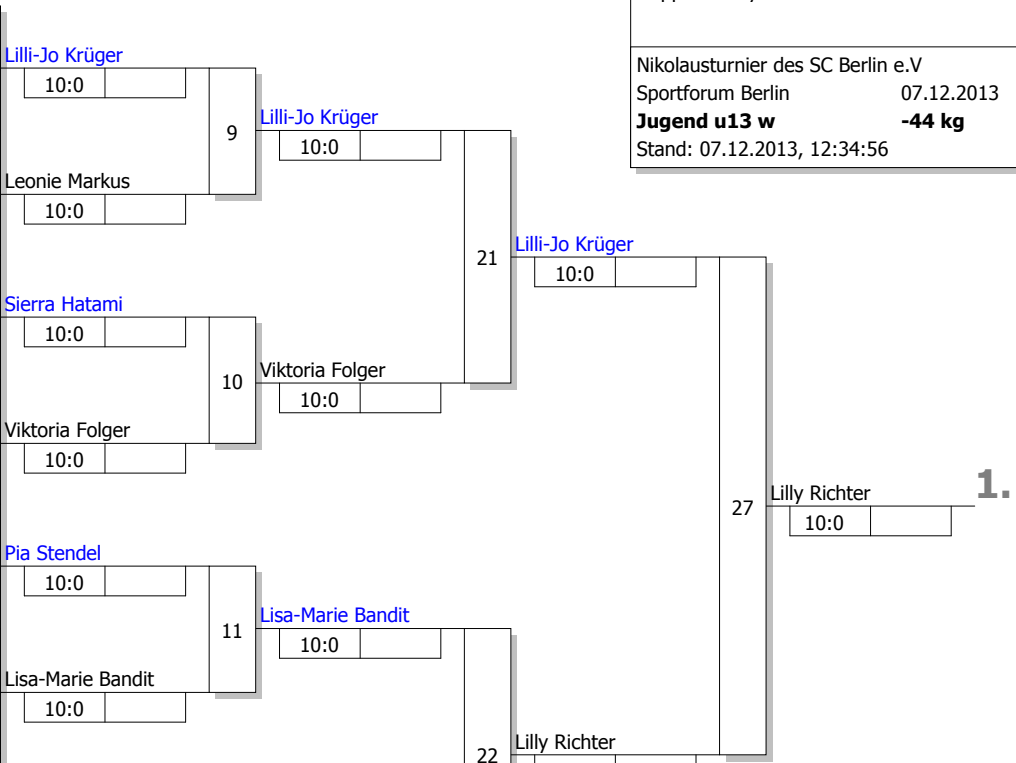 Nikolausturnier des SC Berlin e.V
Sportforum Berlin 07.12.2013
Jugend u13 w -44 kg
Stand: 07.12.2013, 12:34:56
Lilli-Jo Krüger
10:0
9
Lilli-Jo Krüger
10:0
Leonie Markus
10:0
21
Lilli-Jo Krüger
10:0
Sierra Hatami
10:0
10
Viktoria Folger
10:0
Viktoria Folger
10:0
27
Lilly Richter
1.
10:0
Pia Stendel
10:0
11
Lisa-Marie Bandit
10:0
Lisa-Marie Bandit
10:0
22
Lilly Richter